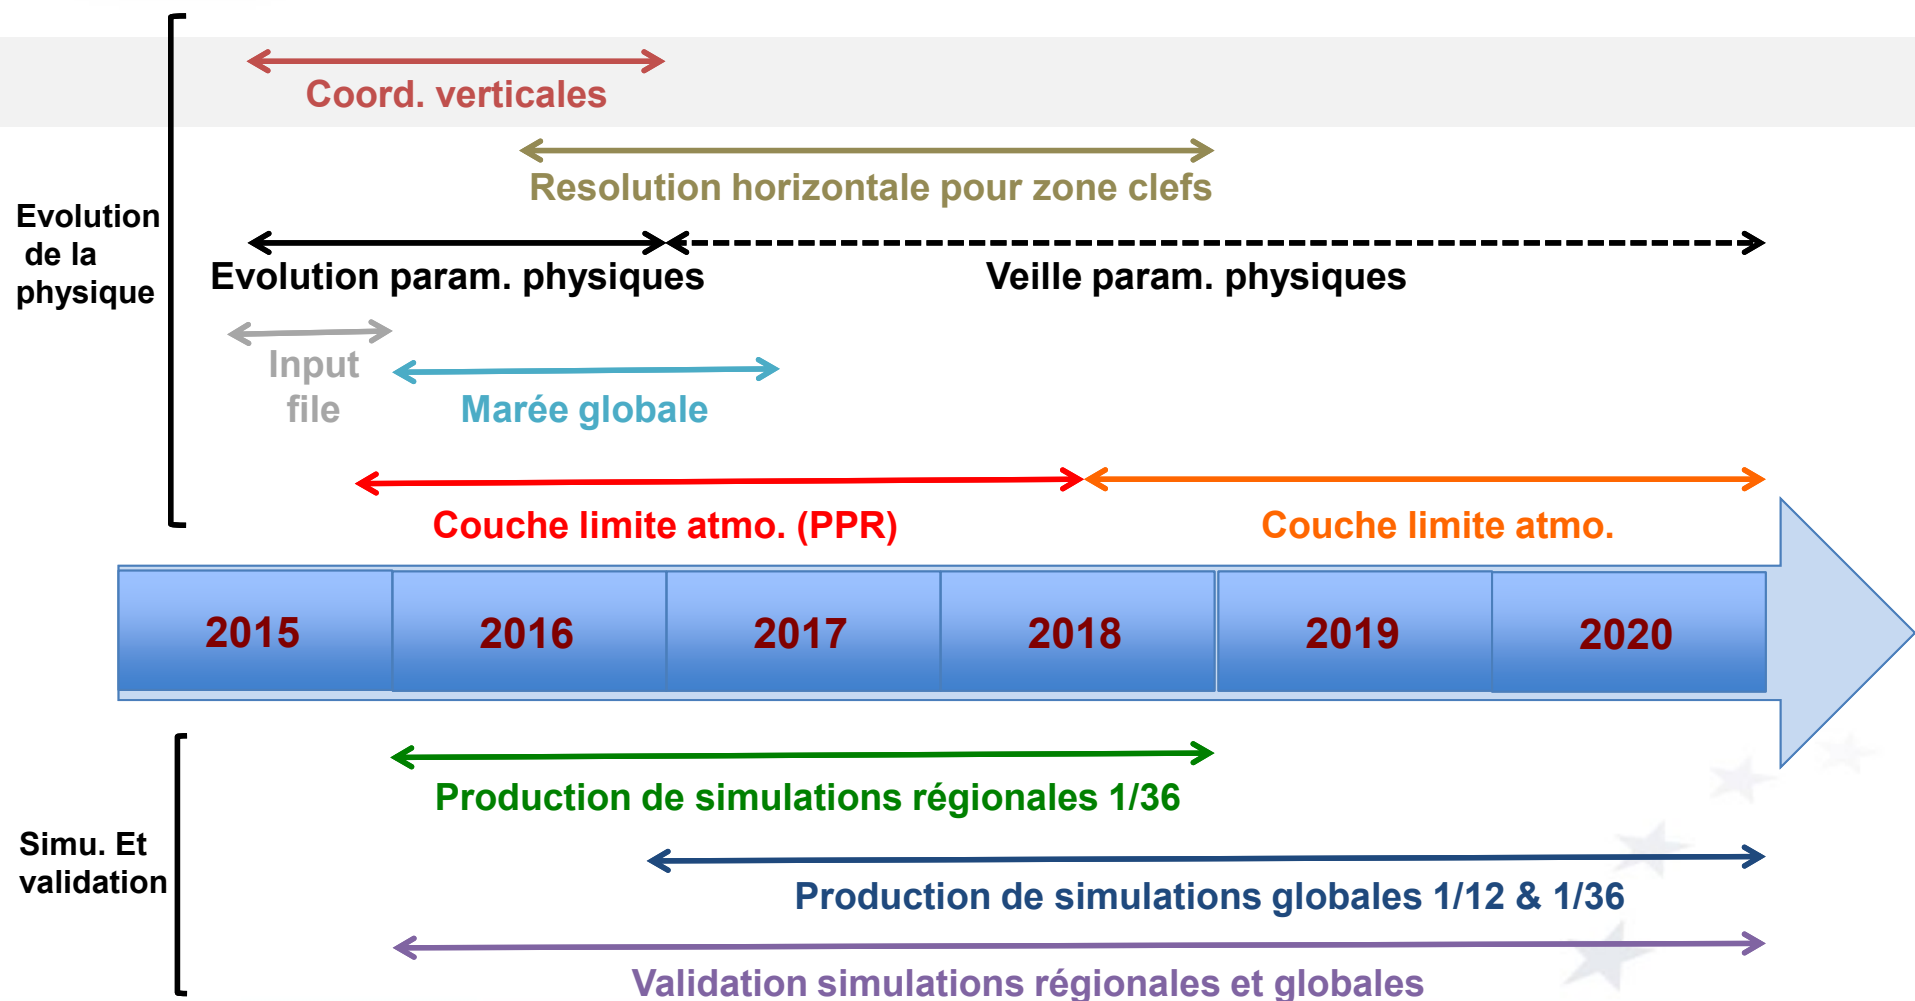 Coord. verticales
Resolution horizontale pour zone clefs
Evolution
de la
physique
Evolution param. physiques
Veille param. physiques
Input
file
Marée globale
Couche limite atmo. (PPR)
Couche limite atmo.
2015
2016
2017
2018
2019
2020
Production de simulations régionales 1/36
Simu. Et
validation
Production de simulations globales 1/12 & 1/36
Validation simulations régionales et globales